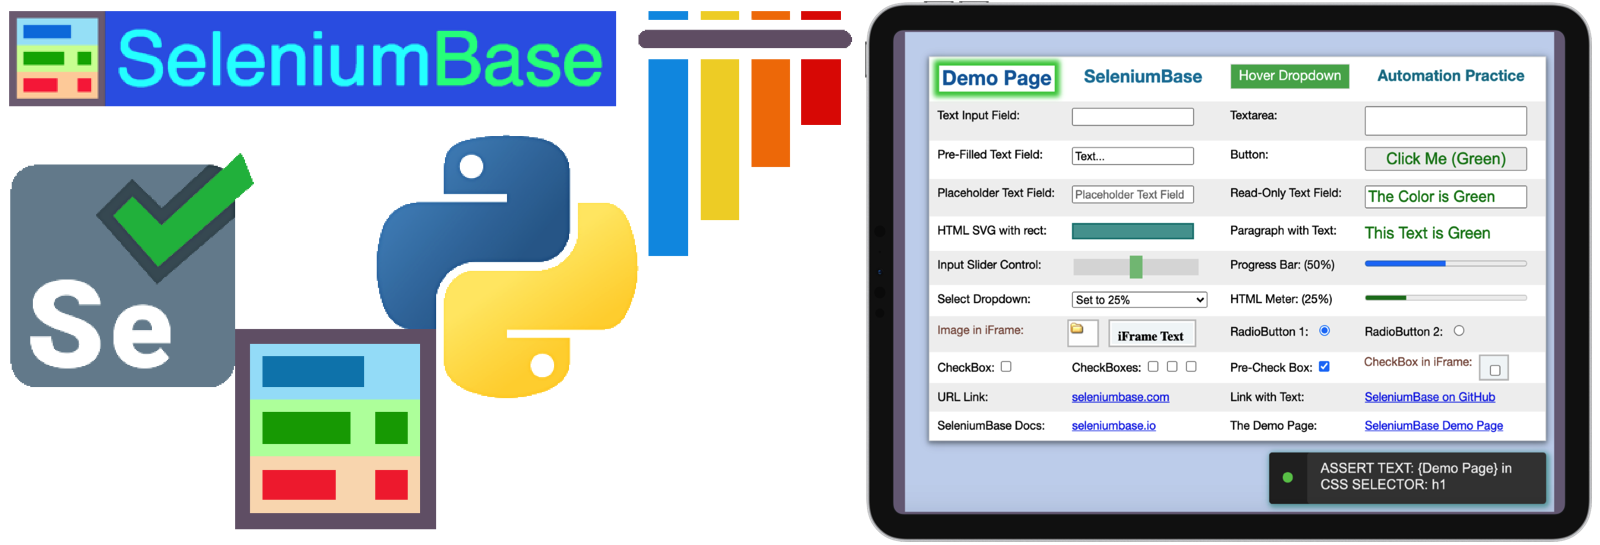 SeleniumBase
Se
Demo Page SeleniumBase Hover Dropdown Automation Practice
Text Input Field: Textarea:
Pre-Filled Text Field: Text... Button: Click Me (Green)
Placeholder Text Field: Placeholder Text Field Read-Only Text Field: The Color is Green
HTML SVG with rect: Paragraph with Text: This Text is Green
Input Slider Control: Progress Bar: (50%)
Select Dropdown: Set to 25% HTML Meter: (25%)
Image in iFrame: iFrame Text RadioButton 1: RadioButton 2:
CheckBox: CheckBoxes: Pre-Check Box: CheckBox in iFrame:
URL Link: seleniumbase.com Link with Text: SeleniumBase on GitHub
SeleniumBase Docs: seleniumbase.io The Demo Page: SeleniumBase Demo Page
ASSERT TEXT: {Demo Page} in
CSS SELECTOR: h1